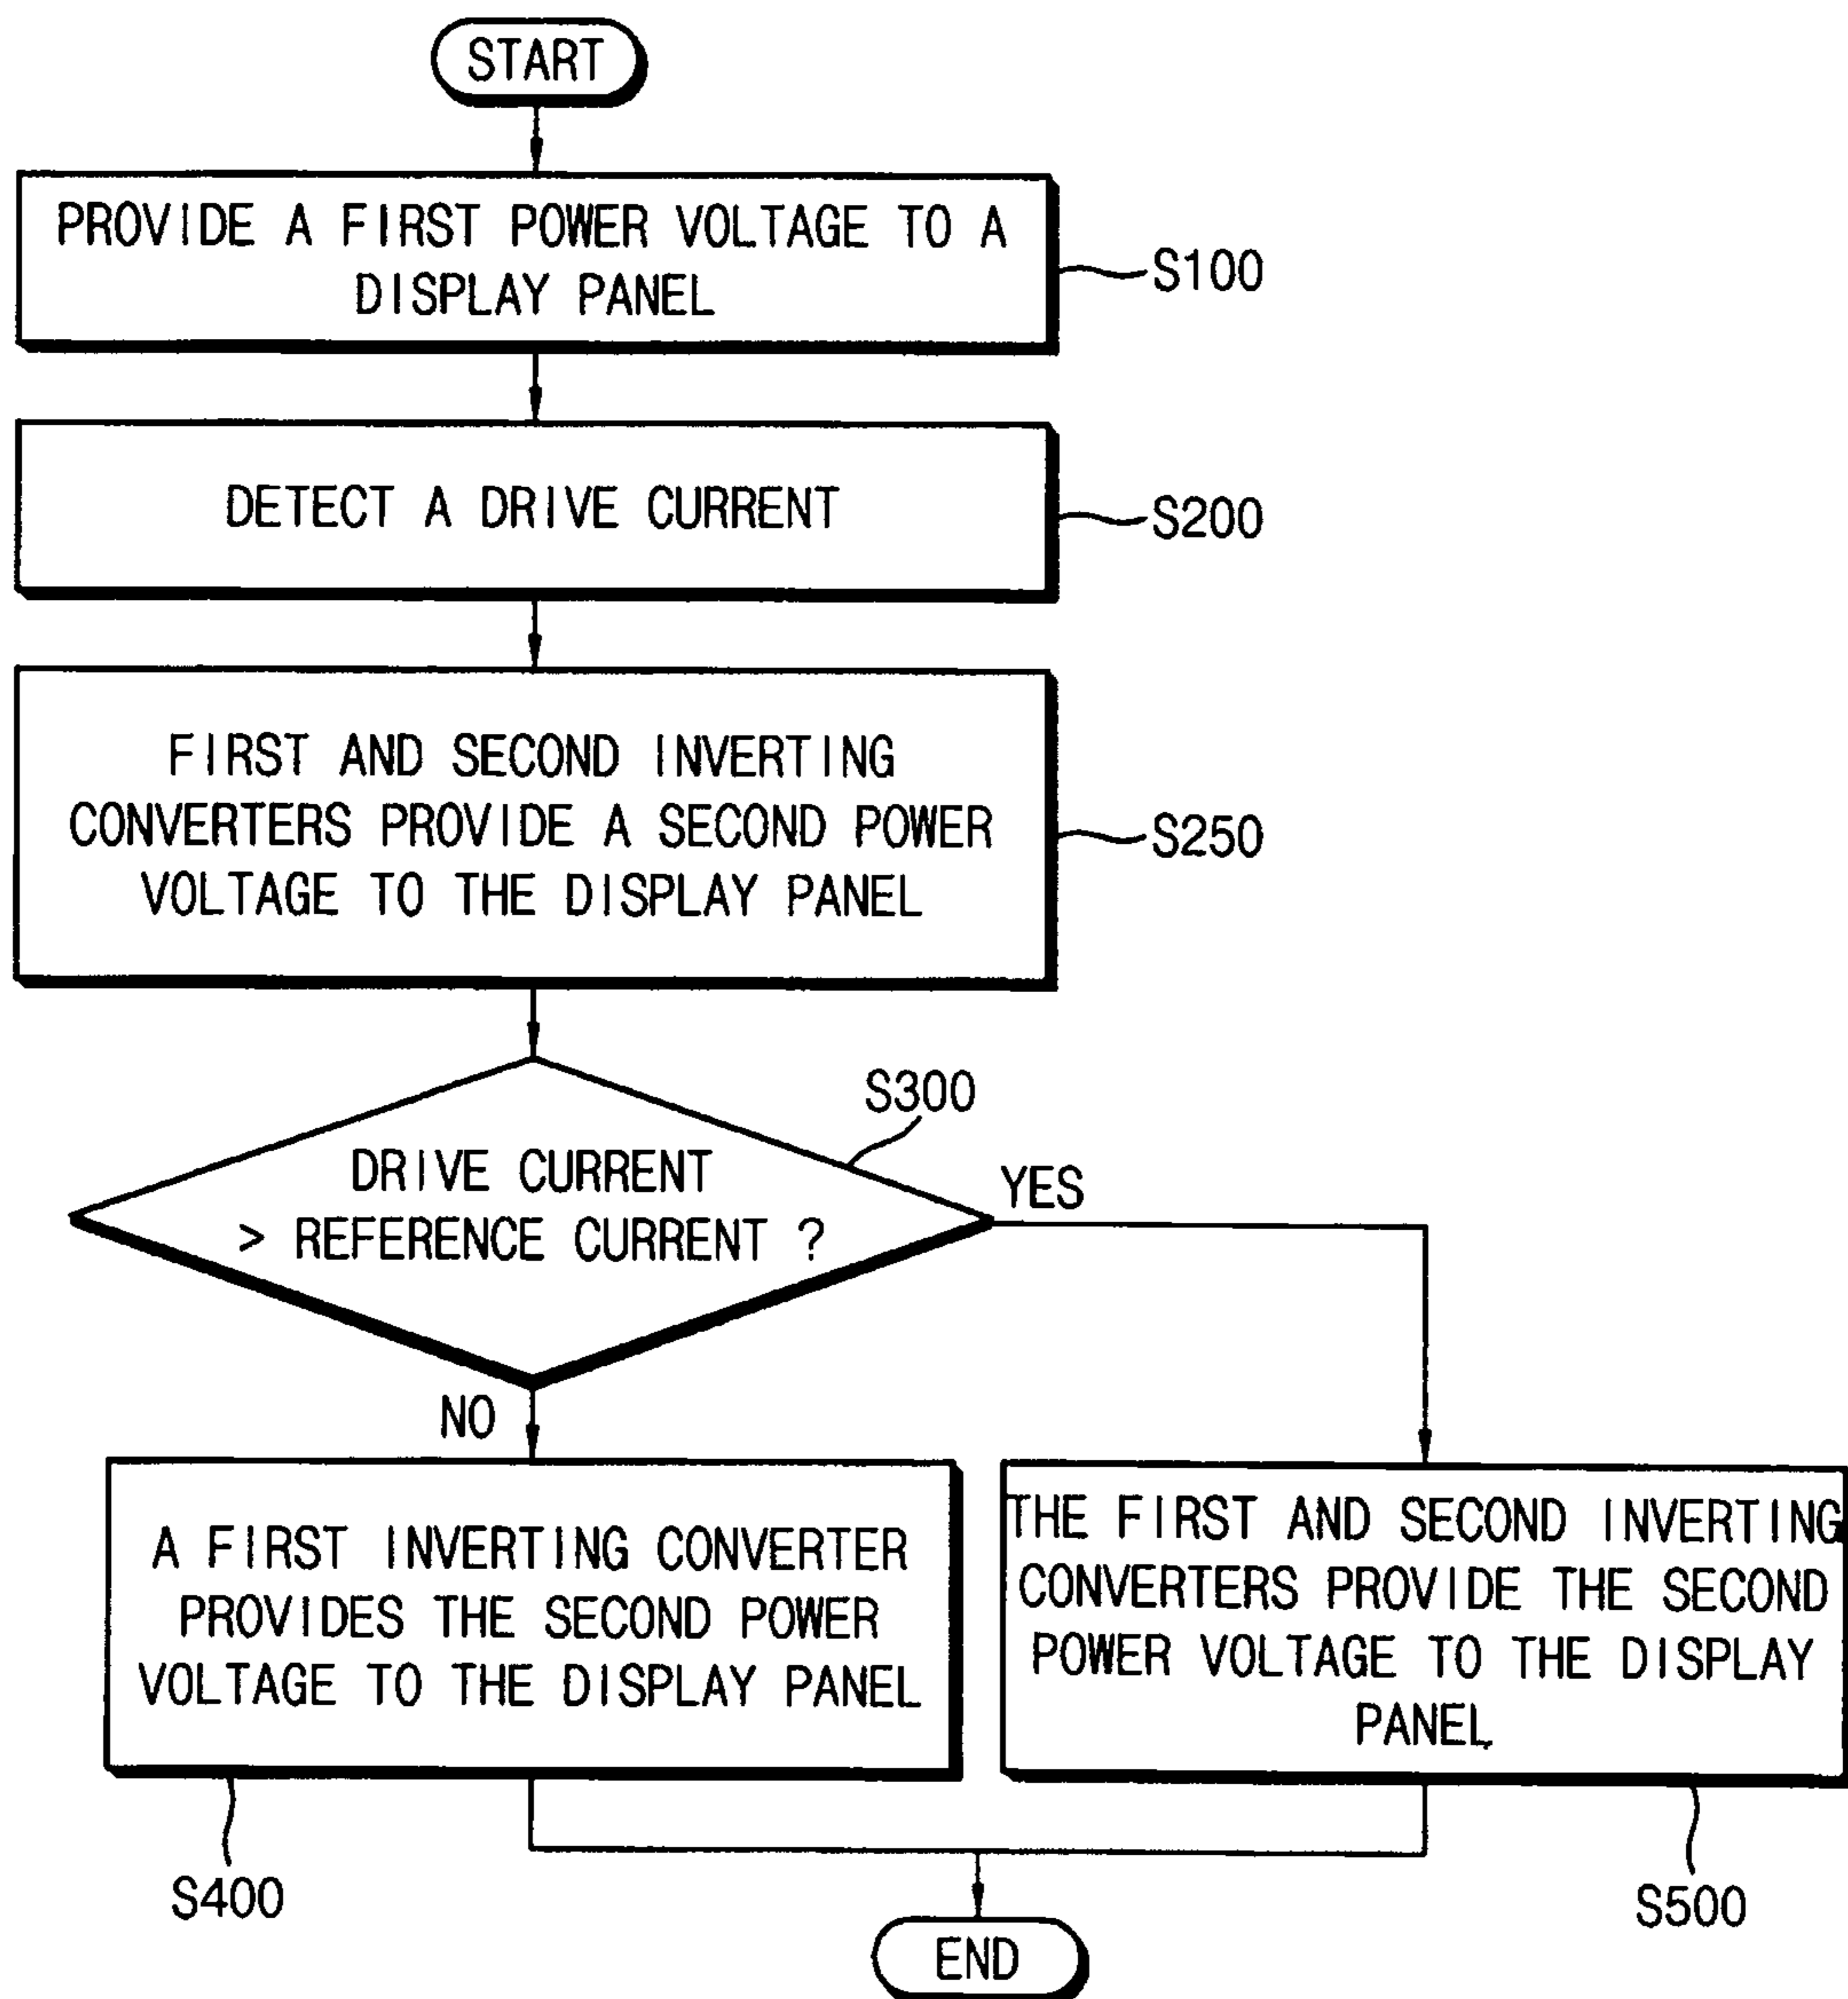 START
PROVIDE A FIRST POWER VOLTAGE TO A
DISPLAY PANEL
S100
DETECT A DRIVE CURRENT
S200
FIRST AND SECOND INVERTING
CONVERTERS PROVIDE A SECOND POWER
VOLTAGE TO THE DISPLAY PANEL
S250
S300
DRIVE CURRENT
> REFERENCE CURRENT ?
YES
NO
A FIRST INVERTING CONVERTER
PROVIDES THE SECOND POWER
VOLTAGE TO THE DISPLAY PANEL
S400
THE FIRST AND SECOND INVERTING
CONVERTERS PROVIDE THE SECOND
POWER VOLTAGE TO THE DISPLAY
PANEL
S500
END